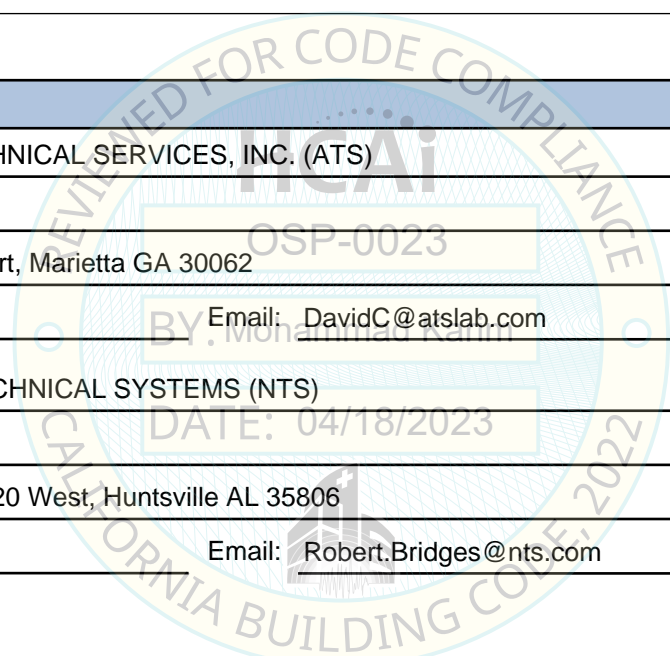 REVIEWED FOR CODE COMPLIANCE
HCAi
HNICAL SERVICES, INC. (ATS)
OSP-0023
rt, Marietta GA 30062
Email: DavidC@atslab.com
BY: Mohammad Karim
CHNICAL SYSTEMS (NTS)
DATE: 04/18/2023
20 West, Huntsville AL 35806
Email: Robert.Bridges@nts.com
CALIFORNIA BUILDING CODE, 2022